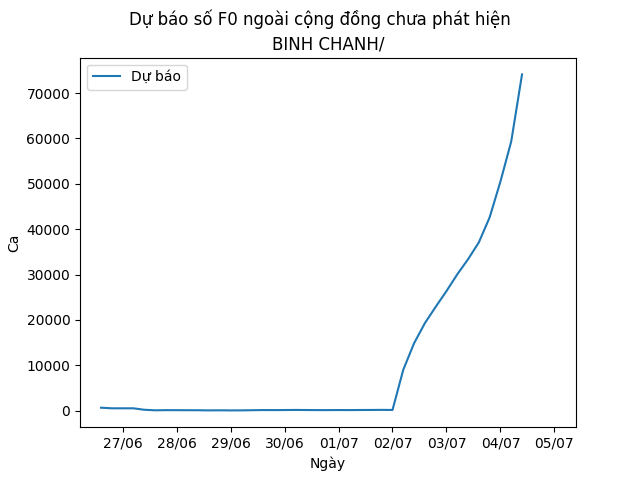 Dự báo số F0 ngoài cộng đồng chưa phát hiện
BINH CHANH/
Dự báo
70000
60000
50000
40000
30000
20000
10000
0
Ca
27/06 28/06 29/06 30/06 01/07 02/07 03/07 04/07 05/07
Ngày